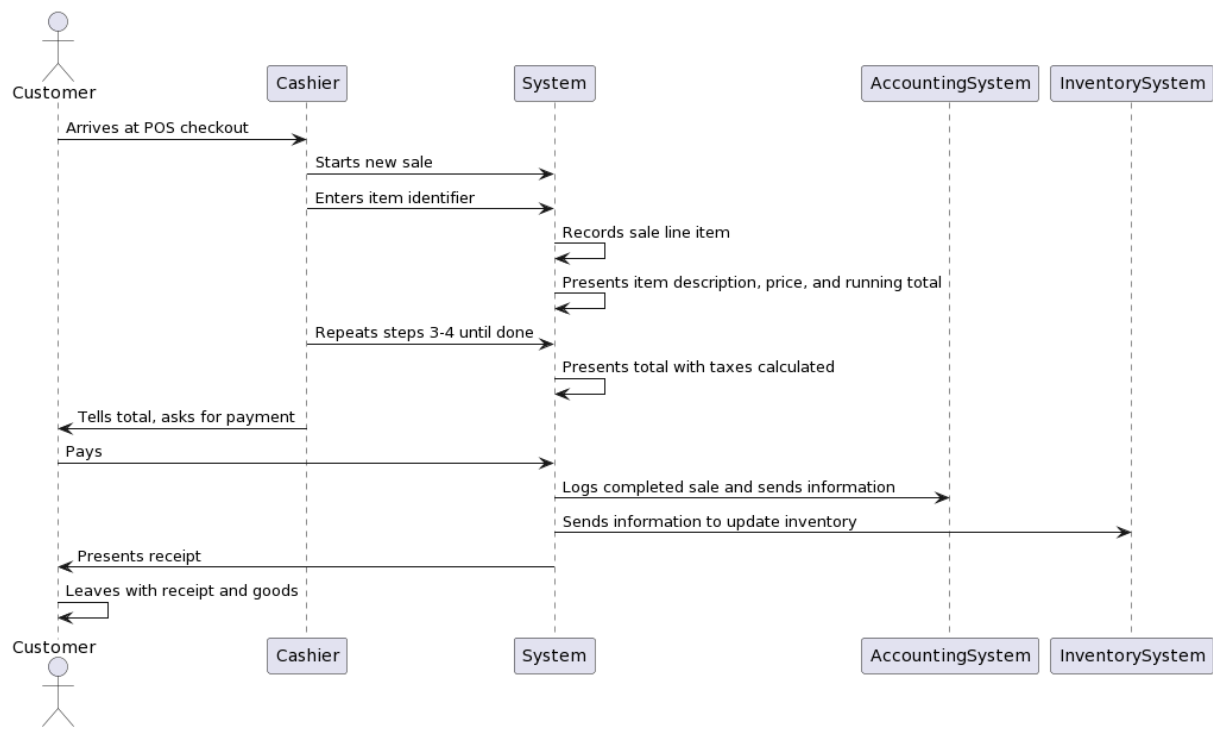 Customer
Cashier
System
AccountingSystem
InventorySystem
Arrives at POS checkout
Starts new sale
Enters item identifier
Records sale line item
Presents item description, price, and running total
Repeats steps 3-4 until done
Presents total with taxes calculated
Tells total, asks for payment
Pays
Logs completed sale and sends information
Sends information to update inventory
Presents receipt
Leaves with receipt and goods
Customer
Cashier
System
AccountingSystem
InventorySystem